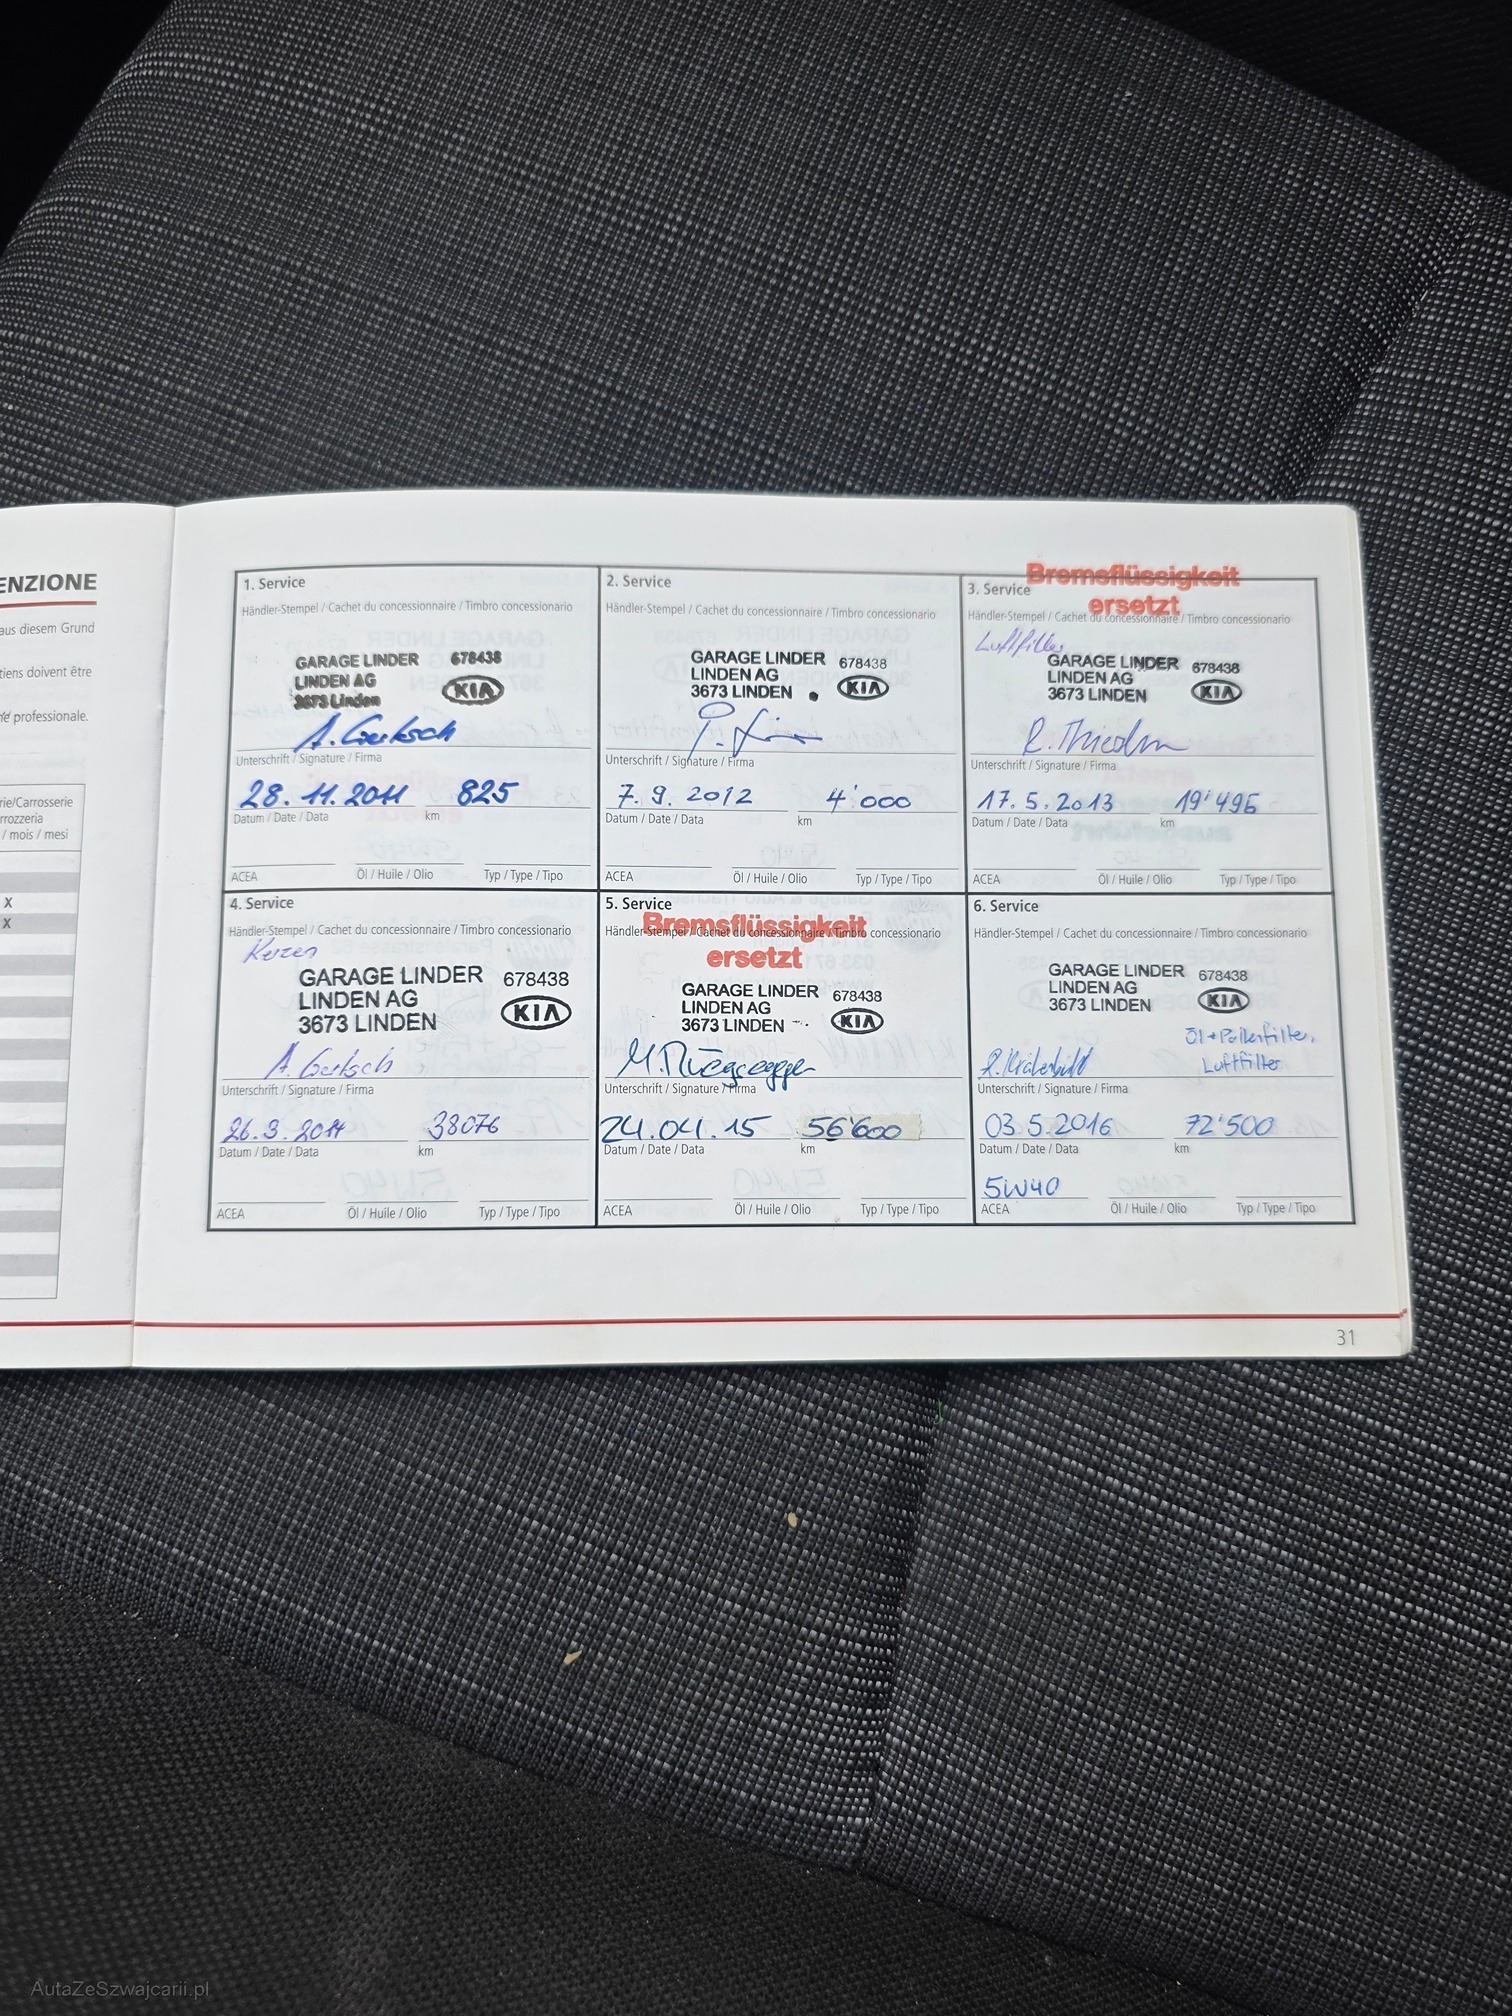 ENZIONE
aus diesem Grund
tiens doivent être
né professionale.
rie/Carrosserie
rrozzeria
/ mois / mesi
X
X
1. Service
Händler-Stempel / Cachet du concessionnaire / Timbro concessionario
GARAGE LINDER 678438
LINDEN AG
3673 Linden KIA
A. Gertsch
Unterschrift / Signature / Firma
28.11.2011 825
Datum / Date / Data km
ACEA Öl / Huile / Olio Typ / Type / Tipo
2. Service
Händler-Stempel / Cachet du concessionnaire / Timbro concessionario
GARAGE LINDER 678438
LINDEN AG
3673 LINDEN KIA
Unterschrift / Signature / Firma
7.9.2012 4'000
Datum / Date / Data km
ACEA Öl / Huile / Olio Typ / Type / Tipo
Bremsflüssigkeit
3. Service
ersetzt
Händler-Stempel / Cachet du concessionnaire / Timbro concessionario
Luftfilter
GARAGE LINDER 678438
LINDEN AG
3673 LINDEN KIA
Unterschrift / Signature / Firma
17.5.2013 19'495
Datum / Date / Data km
ACEA Öl / Huile / Olio Typ / Type / Tipo
4. Service
Händler-Stempel / Cachet du concessionnaire / Timbro concessionario
Kerzen
GARAGE LINDER 678438
LINDEN AG
3673 LINDEN KIA
A. Gertsch
Unterschrift / Signature / Firma
26.3.2014 38076
Datum / Date / Data km
ACEA Öl / Huile / Olio Typ / Type / Tipo
5. Service
Bremsflüssigkeit
Händler-Stempel / Cachet du concessionnaire / Timbro concessionario
ersetzt
GARAGE LINDER 678438
LINDEN AG
3673 LINDEN KIA
Unterschrift / Signature / Firma
24.04.15 56'600
Datum / Date / Data km
ACEA Öl / Huile / Olio Typ / Type / Tipo
6. Service
Händler-Stempel / Cachet du concessionnaire / Timbro concessionario
GARAGE LINDER 678438
LINDEN AG
3673 LINDEN KIA
Öl + Pollenfilter,
Luftfilter
Unterschrift / Signature / Firma
03.5.2016 72'500
Datum / Date / Data km
5W40
ACEA Öl / Huile / Olio Typ / Type / Tipo
31
AutaZeSzwajcarii.pl